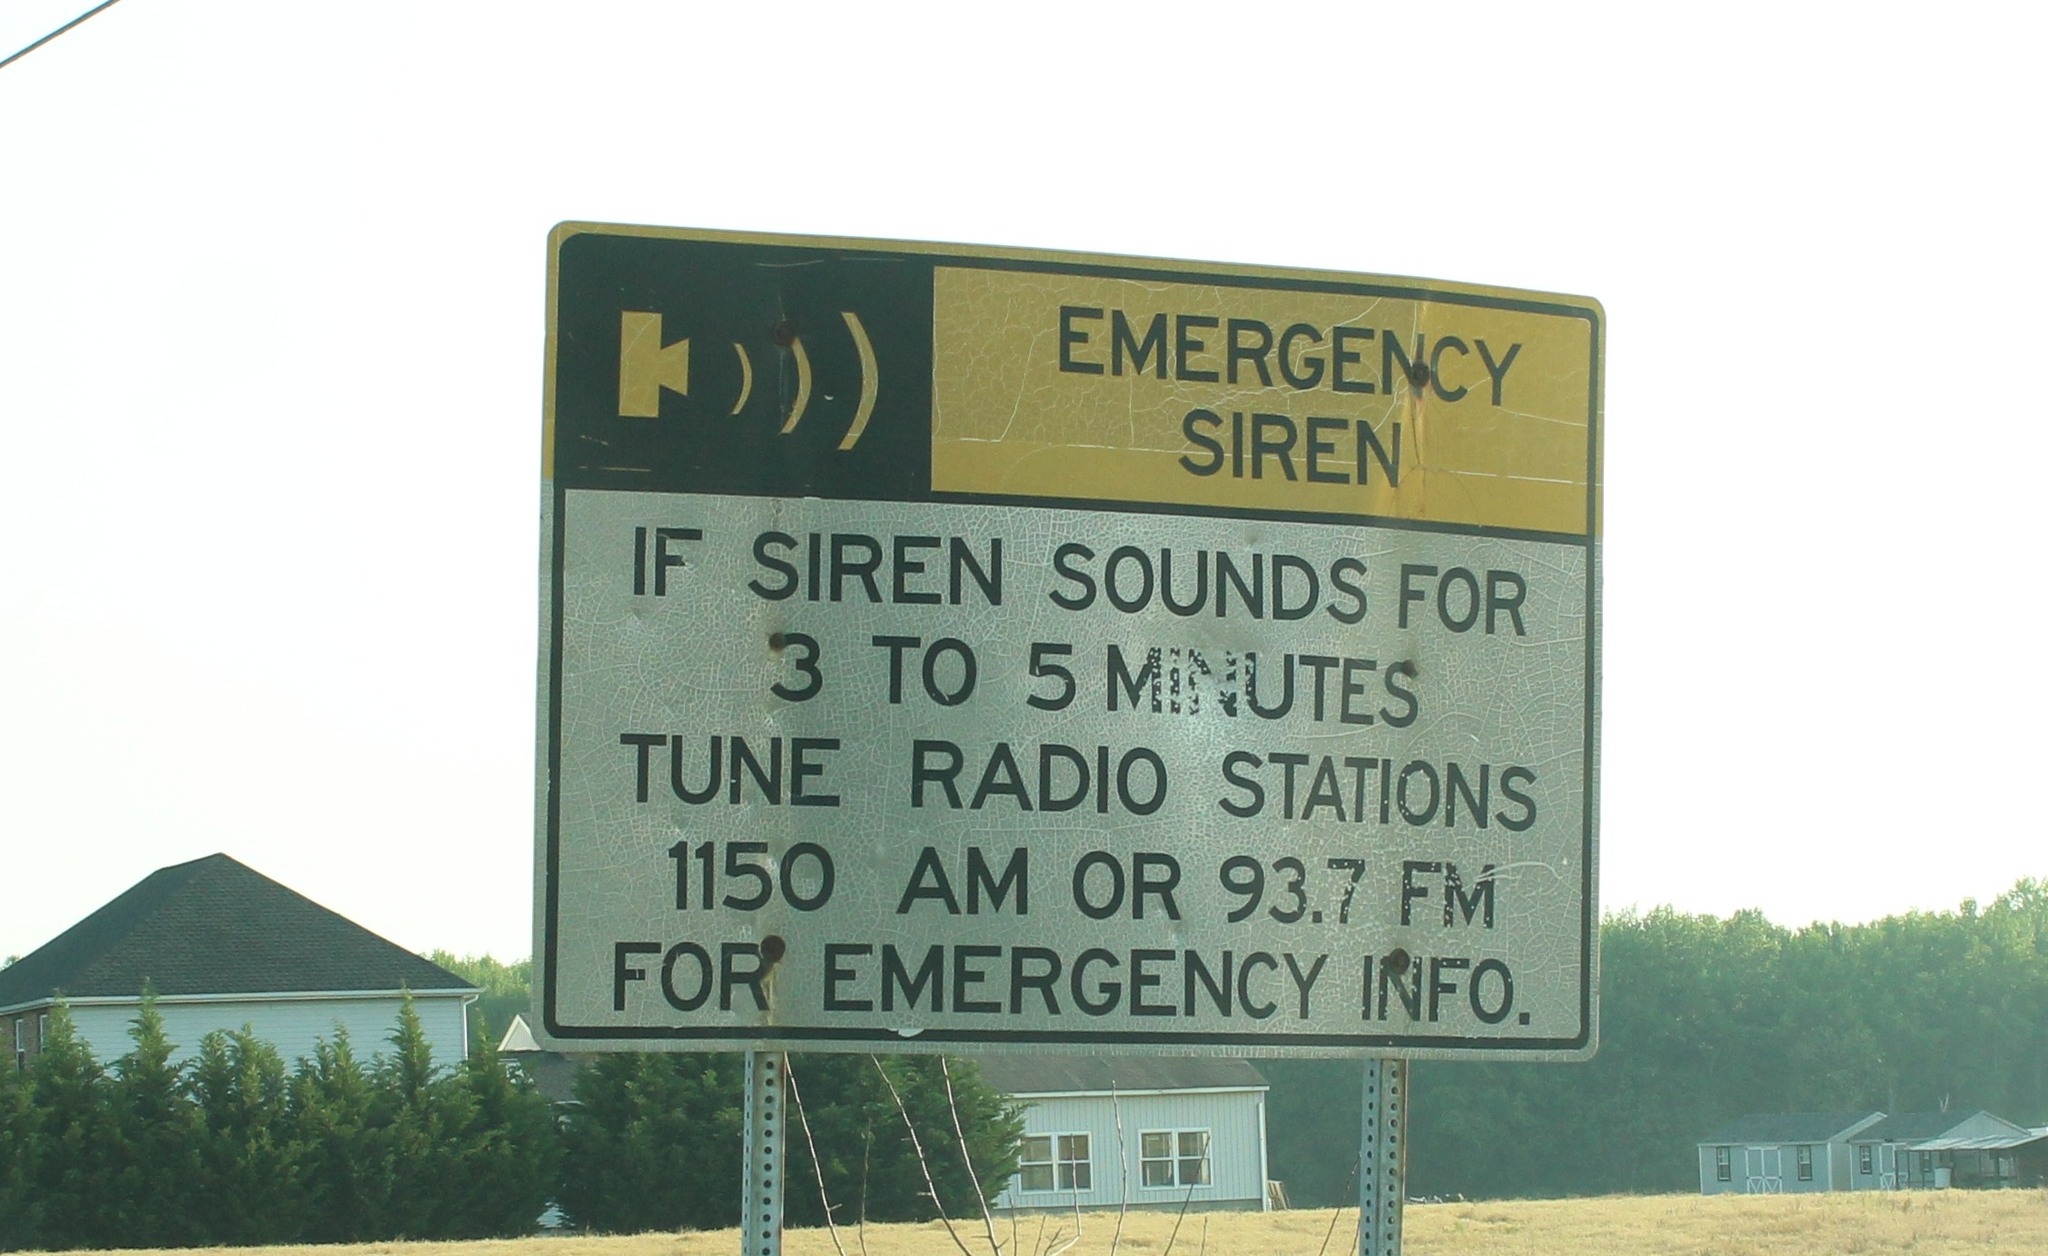 EMERGENCY
SIREN
IF SIREN SOUNDS FOR
3 TO 5 MINUTES
TUNE RADIO STATIONS
1150 AM OR 93.7 FM
FOR EMERGENCY INFO.